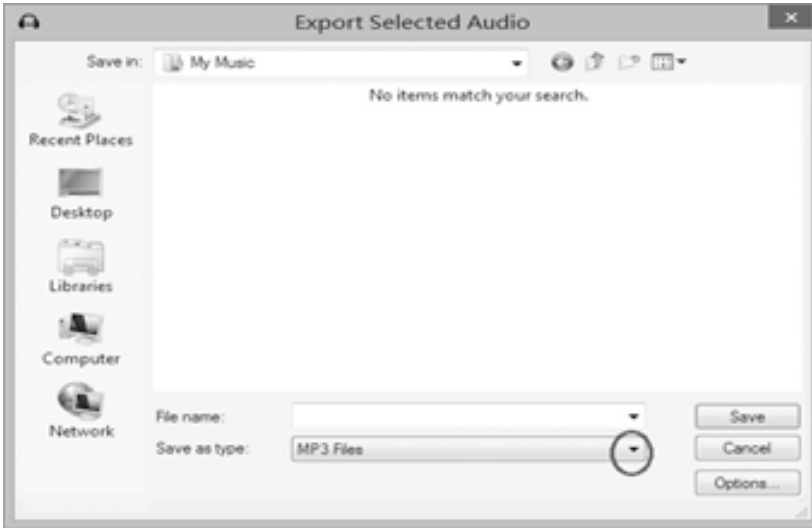 Export Selected Audio
Save in: My Music
No items match your search.
Recent Places
Desktop
Libraries
Computer
Network
File name: Save
Save as type: MP3 Files Cancel
Options...